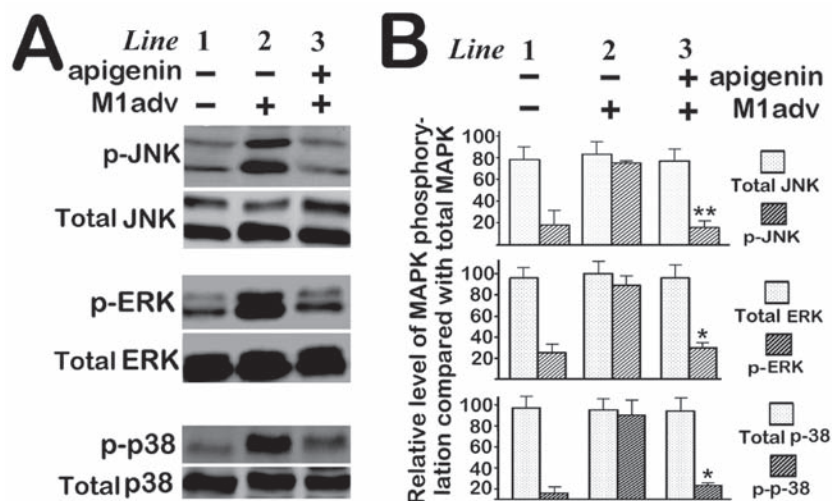 A
Line 1 2 3
apigenin – – +
M1adv – + +
p-JNK
Total JNK
p-ERK
Total ERK
p-p38
Total p38
B
Line 1 2 3
– – + apigenin
– + + M1adv
Relative level of MAPK phosphory-
lation compared with total MAPK
100
80
60
40
20
**
Total JNK
p-JNK
100
80
60
40
20
*
Total ERK
p-ERK
100
80
60
40
20
*
Total p-38
p-p-38